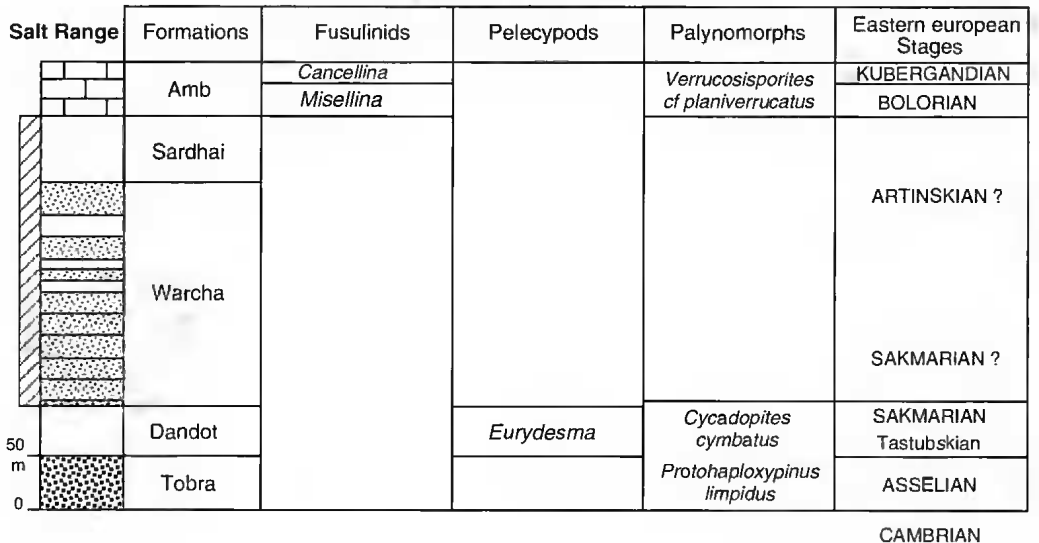 Salt Range Formations Fusulinids Pelecypods Palynomorphs Eastern european
Stages
Amb Cancellina Verrucosisporites KUBERGANDIAN
Misellina cf planiverrucatus BOLORIAN
Sardhai
ARTINSKIAN ?
Warcha
SAKMARIAN ?
Dandot Eurydesma Cycadopites SAKMARIAN
cymbatus Tastubskian
50
m
Tobra Protohaploxypinus ASSELIAN
limpidus
0
CAMBRIAN